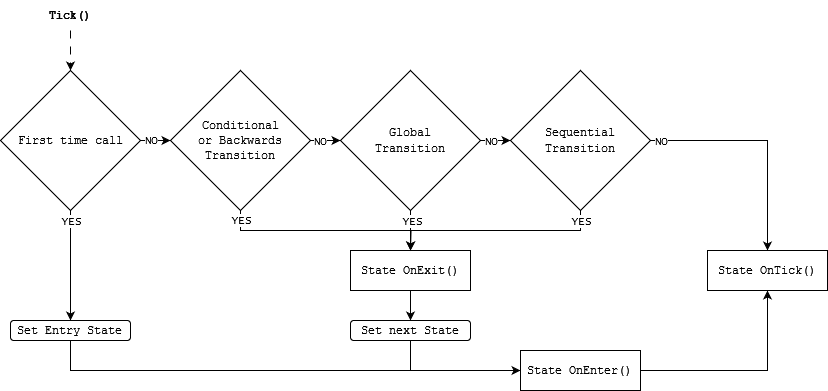 Tick()
First time call
NO
Conditional
or Backwards
Transition
NO
Global
Transition
NO
Sequential
Transition
NO
YES
YES
YES
YES
State OnExit()
State OnTick()
Set Entry State
Set next State
State OnEnter()